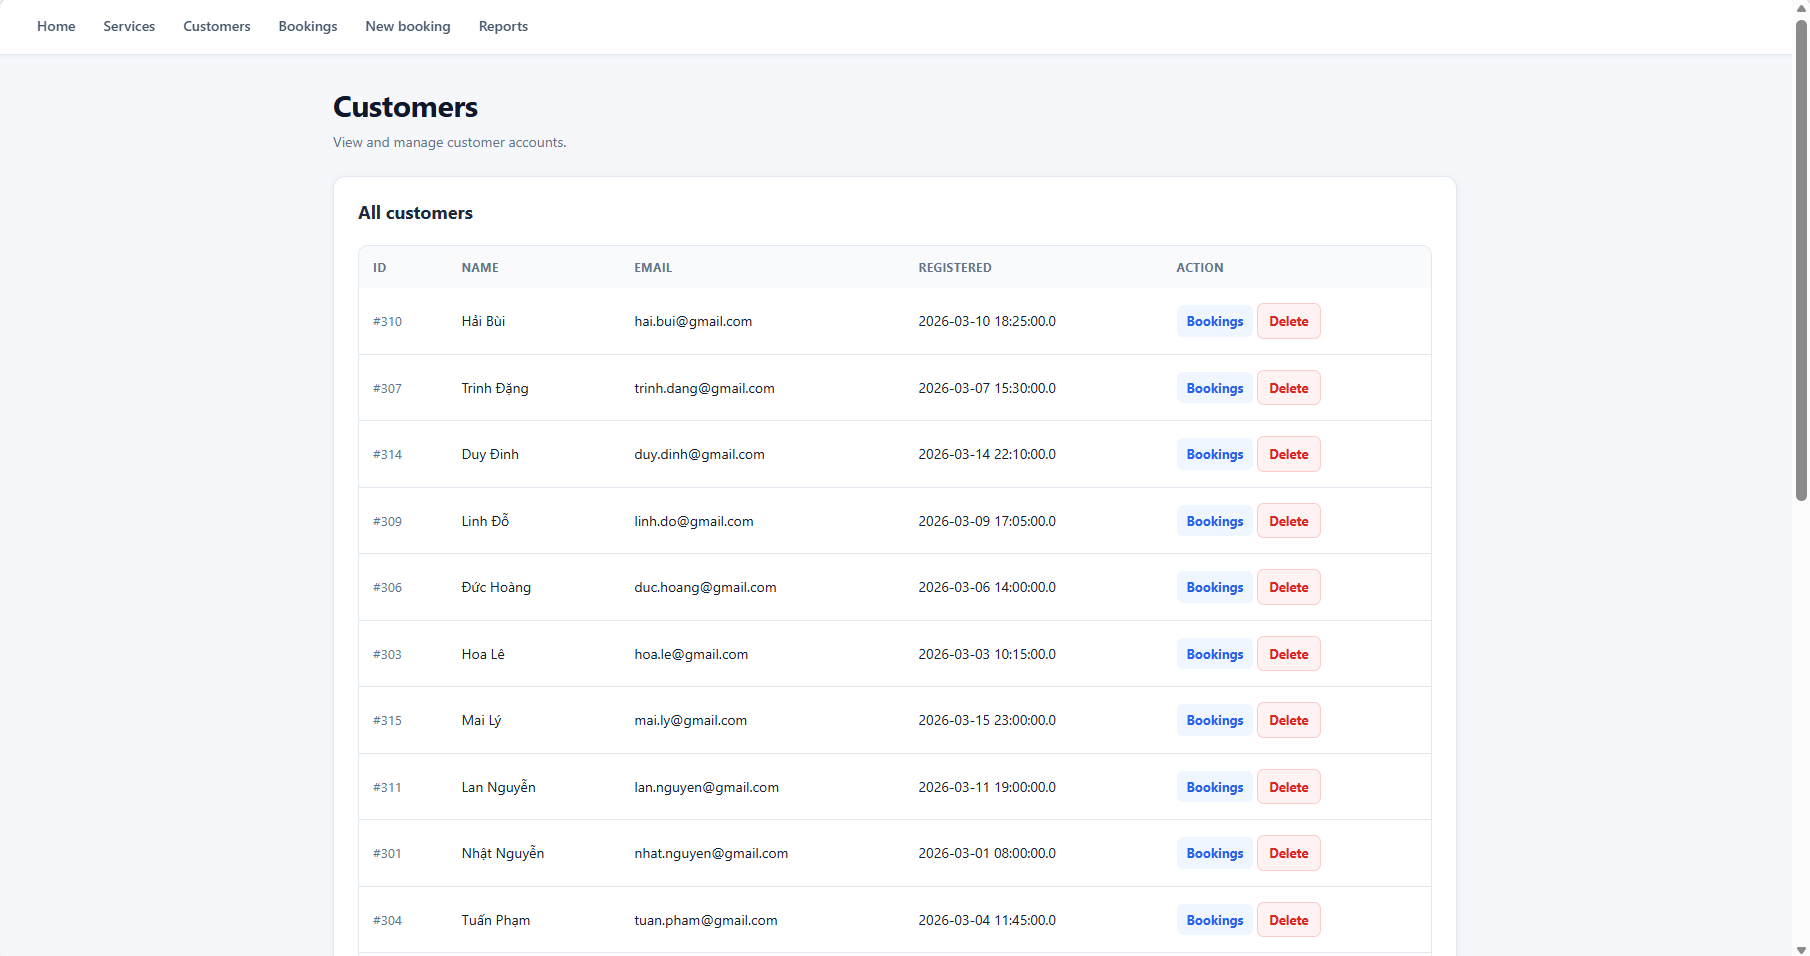 Home Services Customers Bookings New booking Reports
Customers
View and manage customer accounts.
All customers
ID NAME EMAIL REGISTERED ACTION
#310 Hải Bùi hai.bui@gmail.com 2026-03-10 18:25:00.0 Bookings Delete
#307 Trinh Đặng trinh.dang@gmail.com 2026-03-07 15:30:00.0 Bookings Delete
#314 Duy Đinh duy.dinh@gmail.com 2026-03-14 22:10:00.0 Bookings Delete
#309 Linh Đỗ linh.do@gmail.com 2026-03-09 17:05:00.0 Bookings Delete
#306 Đức Hoàng duc.hoang@gmail.com 2026-03-06 14:00:00.0 Bookings Delete
#303 Hoa Lê hoa.le@gmail.com 2026-03-03 10:15:00.0 Bookings Delete
#315 Mai Lý mai.ly@gmail.com 2026-03-15 23:00:00.0 Bookings Delete
#311 Lan Nguyễn lan.nguyen@gmail.com 2026-03-11 19:00:00.0 Bookings Delete
#301 Nhật Nguyễn nhat.nguyen@gmail.com 2026-03-01 08:00:00.0 Bookings Delete
#304 Tuấn Phạm tuan.pham@gmail.com 2026-03-04 11:45:00.0 Bookings Delete